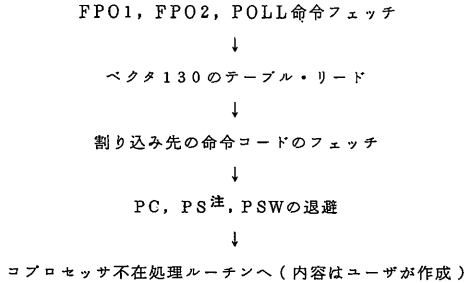 FPO1, FPO2, POLL命令フェッチ
↓
ベクタ130のテーブル・リード
↓
割り込み先の命令コードのフェッチ
↓
PC, PS注, PSWの退避
↓
コプロセッサ不在処理ルーチンへ（内容はユーザが作成）